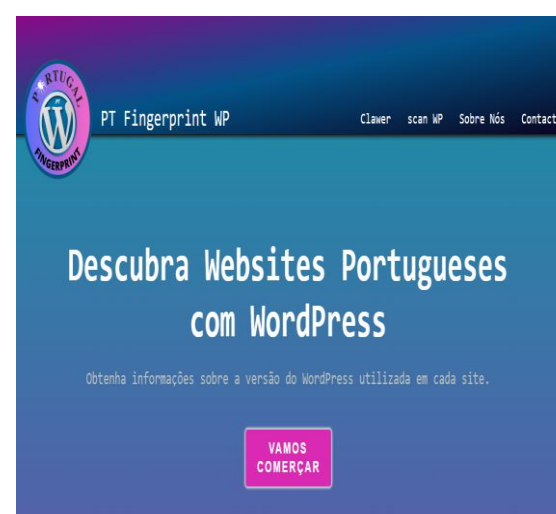 PORTUGAL
FINGERPRINT
PT Fingerprint WP
Clawer scan WP Sobre Nós Contact
Descubra Websites Portugueses
com WordPress
Obtenha informações sobre a versão do WordPress utilizada em cada site.
VAMOS
COMERÇAR